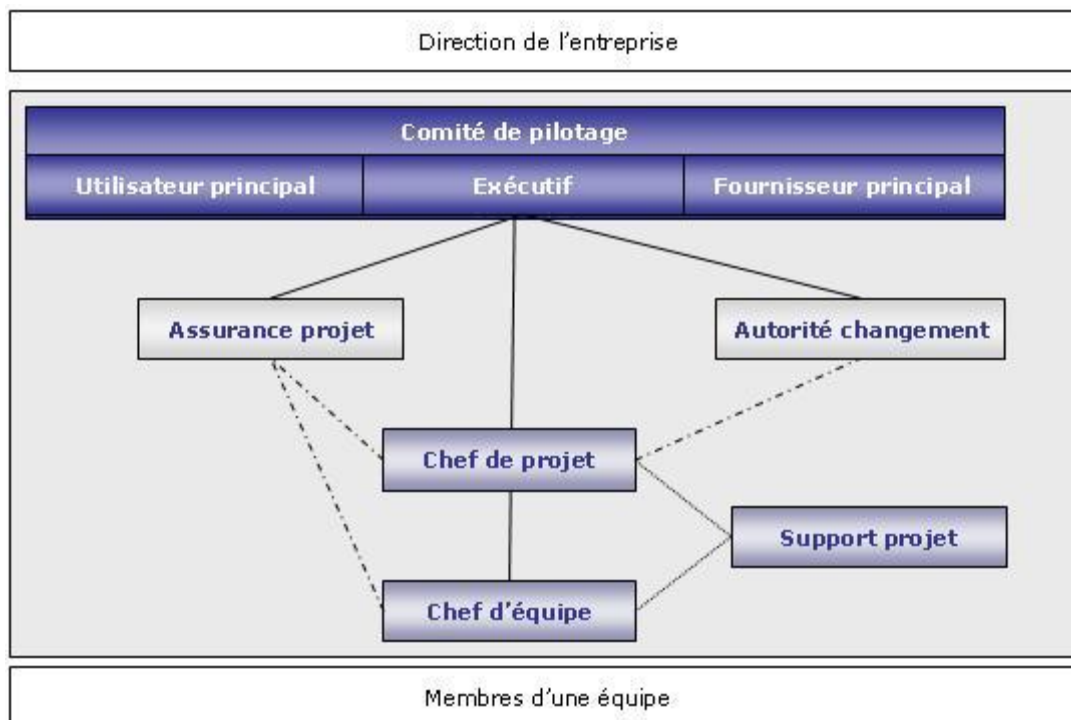 Direction de l'entreprise
Comité de pilotage
Utilisateur principal
Exécutif
Fournisseur principal
Assurance projet
Autorité changement
Chef de projet
Support projet
Chef d'équipe
Membres d'une équipe